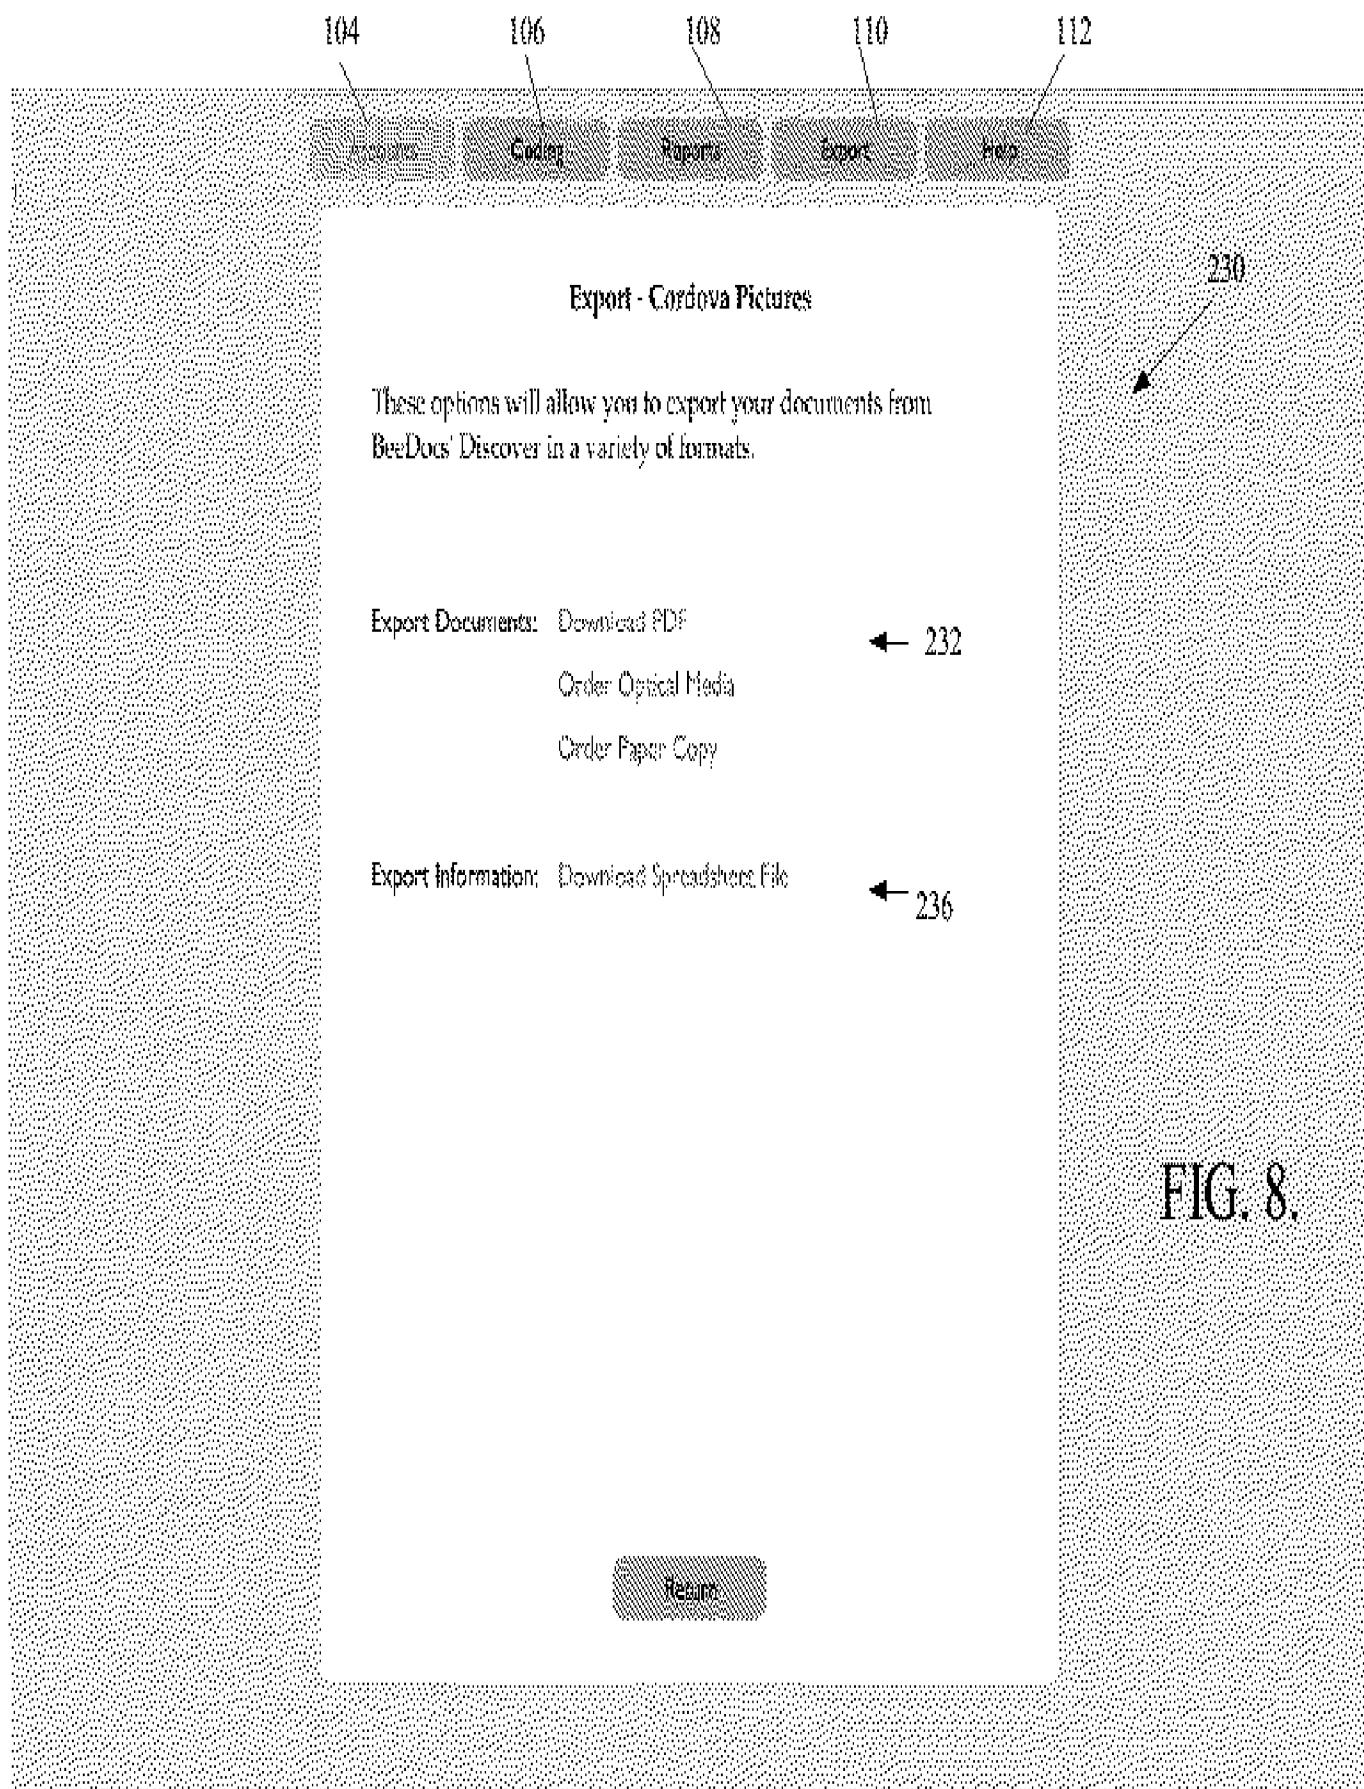 104 106 108 110 112
Coding Reports Export Help
230
Export - Cordova Pictures
These options will allow you to export your documents from
BeeDocs' Discover in a variety of formats.
Export Documents: Download PDF
232
Order Optical Media
Order Paper Copy
Export Information: Download Spreadsheet File
236
FIG. 8.
Return